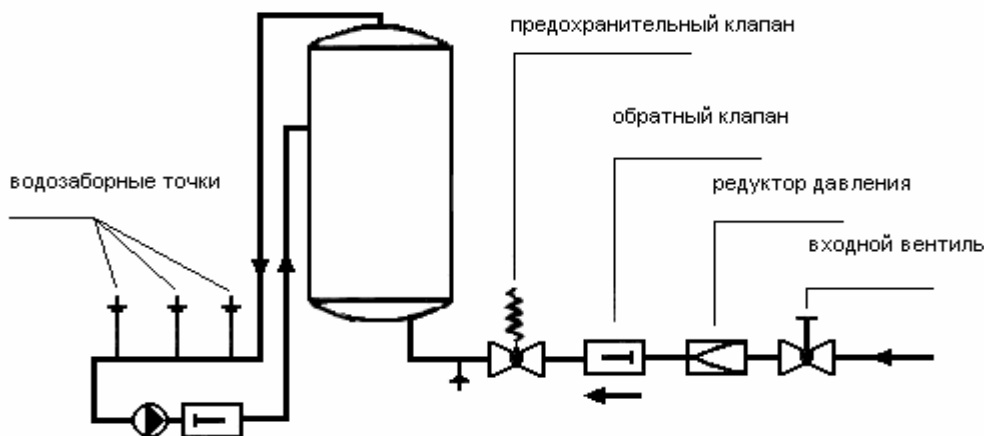 предохранительный клапан
обратный клапан
водозаборные точки
редуктор давления
входной вентиль